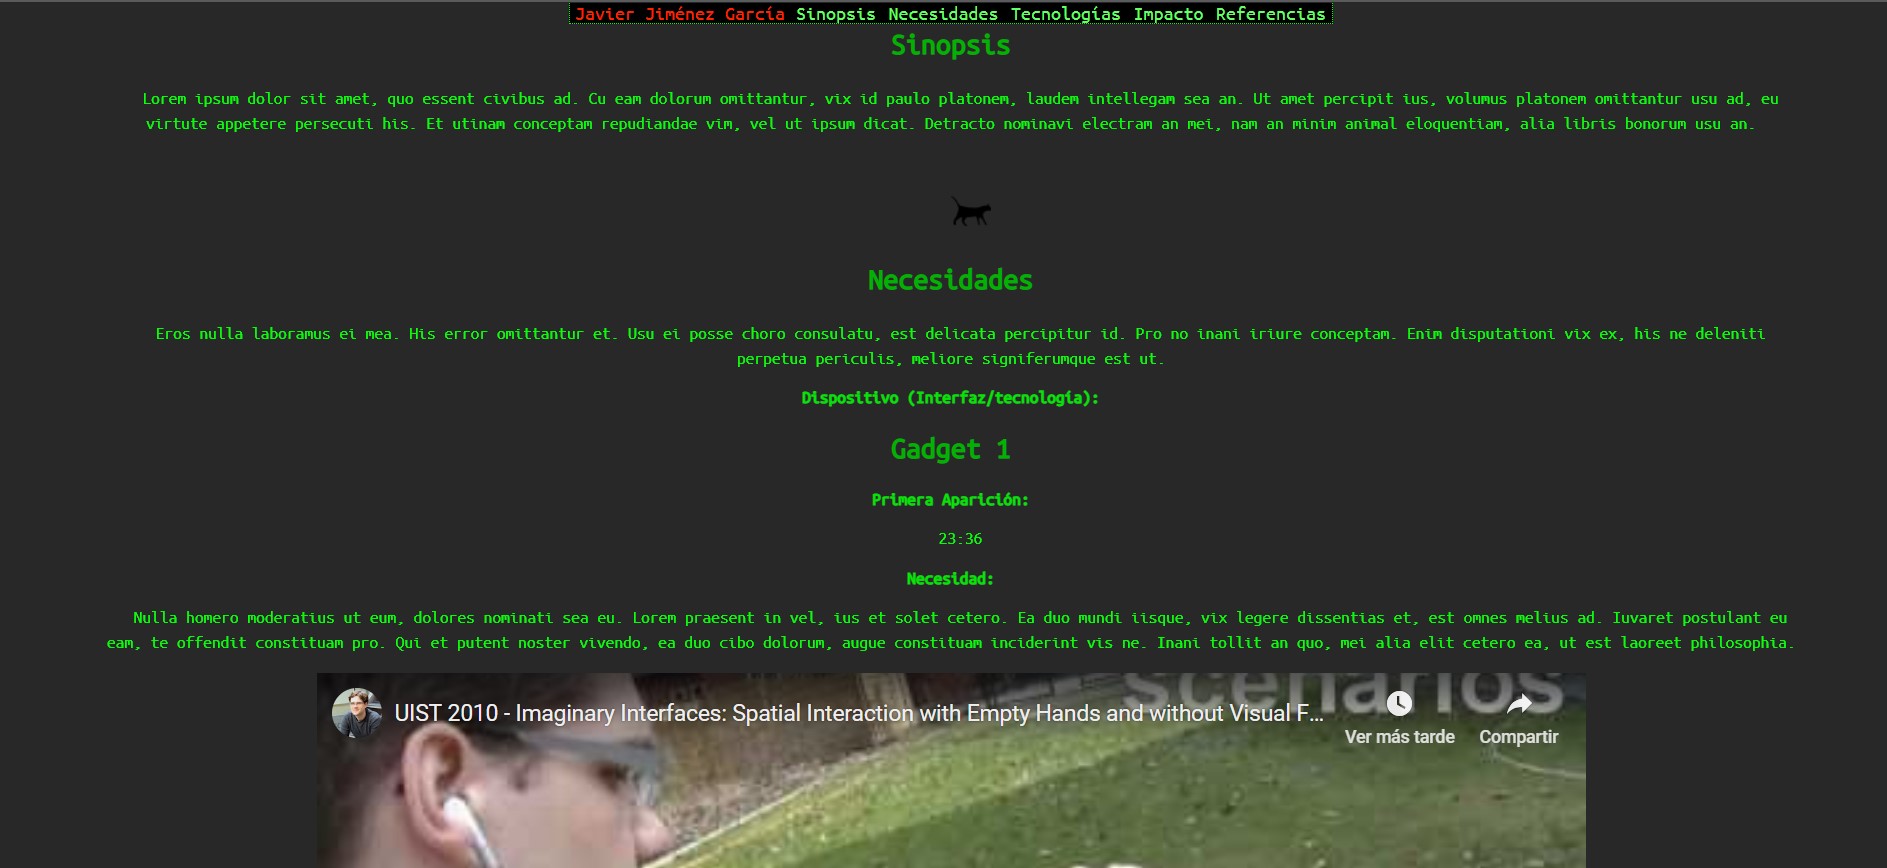 Javier Jiménez García Sinopsis Necesidades Tecnologías Impacto Referencias
Sinopsis
Lorem ipsum dolor sit amet, quo essent civibus ad. Cu eam dolorum omittantur, vix id paulo platonem, laudem intellegam sea an. Ut amet percipit ius, volumus platonem omittantur usu ad, eu
virtute appetere persecuti his. Et utinam conceptam repudiandae vim, vel ut ipsum dicat. Detracto nominavi electram an mei, nam an minim animal eloquentiam, alia libris bonorum usu an.
Necesidades
Eros nulla laboramus ei mea. His error omittantur et. Usu ei posse choro consulatu, est delicata percipitur id. Pro no inani iriure conceptam. Enim disputationi vix ex, his ne deleniti
perpetua periculis, meliore signiferumque est ut.
Dispositivo (Interfaz/tecnología):
Gadget 1
Primera Aparición:
23:36
Necesidad:
Nulla homero moderatius ut eum, dolores nominati sea eu. Lorem praesent in vel, ius et solet cetero. Ea duo mundi iisque, vix legere dissentias et, est omnes melius ad. Iuvaret postulant eu
eam, te offendit constituam pro. Qui et putent noster vivendo, ea duo cibo dolorum, augue constituam inciderint vis ne. Inani tollit an quo, mei alia elit cetero ea, ut est laoreet philosophia.
scenarios
UIST 2010 - Imaginary Interfaces: Spatial Interaction with Empty Hands and without Visual F...
Ver más tarde Compartir